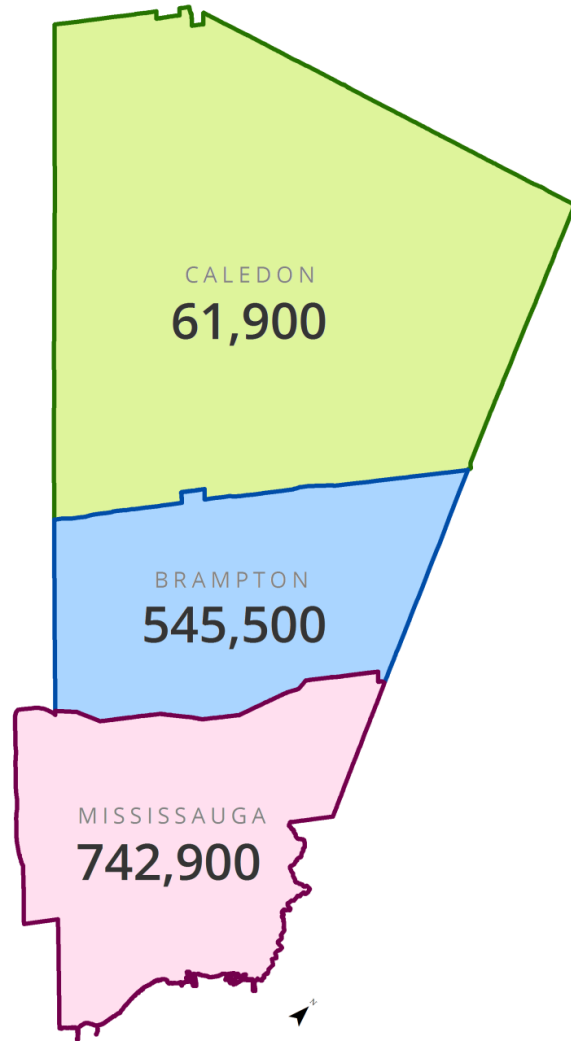 CALEDON
61,900
BRAMPTON
545,500
MISSISSAUGA
742,900
N